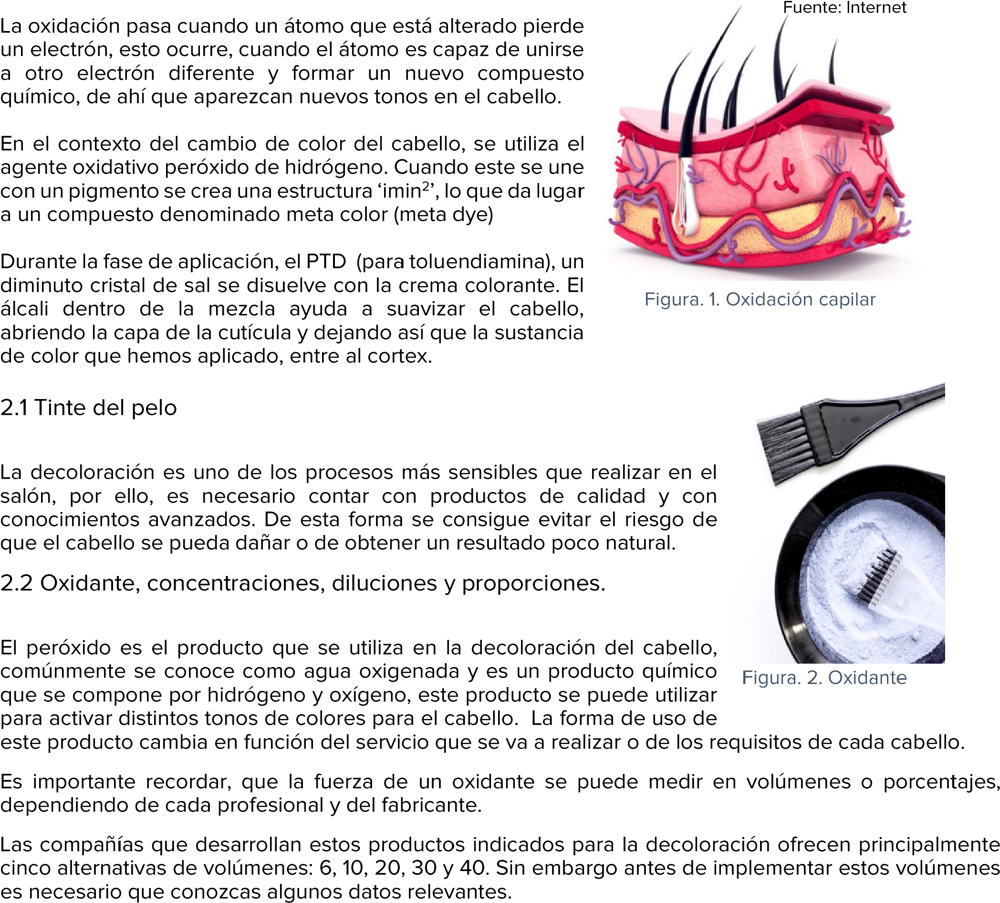 Fuente: Internet
La oxidación pasa cuando un átomo que está alterado pierde
un electrón, esto ocurre, cuando el átomo es capaz de unirse
a otro electrón diferente y formar un nuevo compuesto
químico, de ahí que aparezcan nuevos tonos en el cabello.
En el contexto del cambio de color del cabello, se utiliza el
agente oxidativo peróxido de hidrógeno. Cuando este se une
con un pigmento se crea una estructura ‘imin²’, lo que da lugar
a un compuesto denominado meta color (meta dye)
Durante la fase de aplicación, el PTD (para toluendiamina), un
diminuto cristal de sal se disuelve con la crema colorante. El
álcali dentro de la mezcla ayuda a suavizar el cabello,
abriendo la capa de la cutícula y dejando así que la sustancia
de color que hemos aplicado, entre al cortex.
Figura. 1. Oxidación capilar
2.1 Tinte del pelo
La decoloración es uno de los procesos más sensibles que realizar en el
salón, por ello, es necesario contar con productos de calidad y con
conocimientos avanzados. De esta forma se consigue evitar el riesgo de
que el cabello se pueda dañar o de obtener un resultado poco natural.
2.2 Oxidante, concentraciones, diluciones y proporciones.
El peróxido es el producto que se utiliza en la decoloración del cabello,
comúnmente se conoce como agua oxigenada y es un producto químico
que se compone por hidrógeno y oxígeno, este producto se puede utilizar
para activar distintos tonos de colores para el cabello. La forma de uso de
este producto cambia en función del servicio que se va a realizar o de los requisitos de cada cabello.
Figura. 2. Oxidante
Es importante recordar, que la fuerza de un oxidante se puede medir en volúmenes o porcentajes,
dependiendo de cada profesional y del fabricante.
Las compañías que desarrollan estos productos indicados para la decoloración ofrecen principalmente
cinco alternativas de volúmenes: 6, 10, 20, 30 y 40. Sin embargo antes de implementar estos volúmenes
es necesario que conozcas algunos datos relevantes.